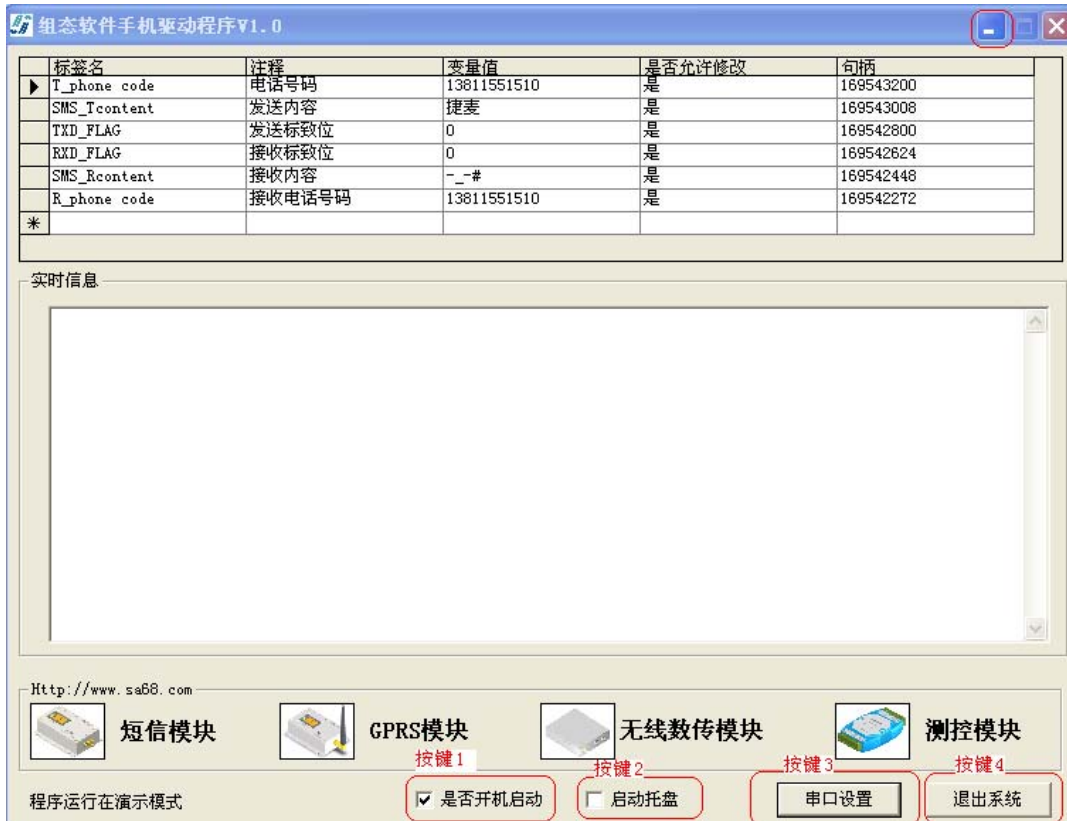 组态软件手机驱动程序V1.0
标签名 注释 变量值 是否允许修改 句柄
T_phone code 电话号码 13811551510 是 169543200
SMS_Tcontent 发送内容 捷麦 是 169543008
TXD_FLAG 发送标致位 0 是 169542800
RXD_FLAG 接收标致位 0 是 169542624
SMS_Rcontent 接收内容 -_-# 是 169542448
R_phone code 接收电话号码 13811551510 是 169542272
实时信息
Http://www.sa68.com
短信模块 GPRS模块 无线数传模块 测控模块
按键1 按键2 按键3 按键4
程序运行在演示模式 是否开机启动 启动托盘 串口设置 退出系统